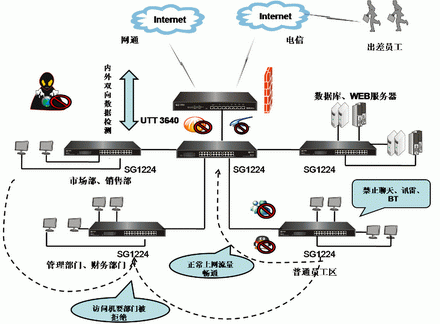 Internet
Internet
网通
电信
出差员工
内外双向数据检测
UTT 3640
数据库、WEB服务器
SG1224
SG1224
SG1224
市场部、销售部
禁止聊天、讯雷、
BT
SG1224
SG1224
管理部门、财务部门
正常上网流量
畅通
普通员工区
访问机要部门被
拒绝